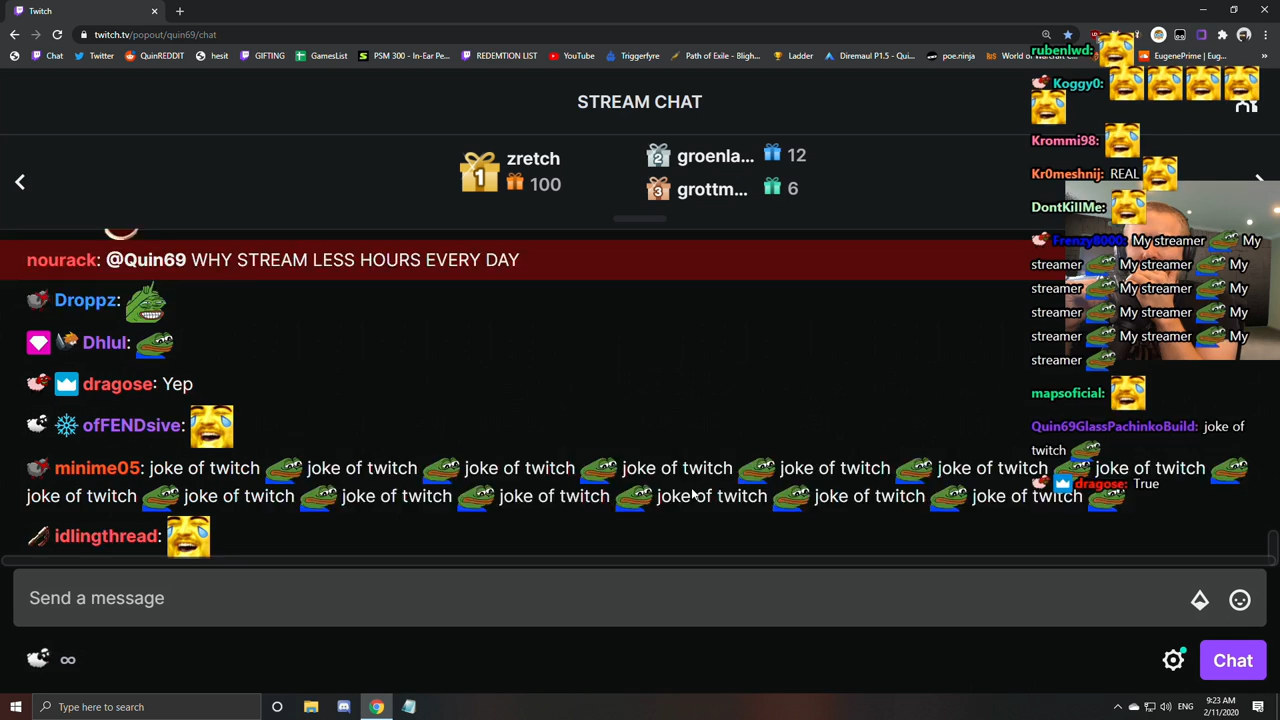 Twitch
twitch.tv/popout/quin69/chat
Chat
Twitter
QuinREDDIT
hesit
GIFTING
GamesList
PSM 300
REDEMTION LIST
YouTube
Triggerfyre
Path of Exile - Bligh...
Ladder
Diremaul P1.5 - Qui...
poe.ninja
EugenePrime | Eug...
STREAM CHAT
1 zretch 100
2 groenla... 12
3 grottm... 6
nourack: @Quin69 WHY STREAM LESS HOURS EVERY DAY
Droppz:
Dhlul:
dragose: Yep
ofFENDsive:
minime05: joke of twitch joke of twitch joke of twitch joke of twitch joke of twitch joke of twitch joke of twitch
joke of twitch joke of twitch joke of twitch joke of twitch joke of twitch joke of twitch joke of twitch
idlingthread:
Send a message
∞
Chat
rubenlwd:
Koggy0:
Krommi98:
Kr0meshnij: REAL
DontKillMe:
Frenzy8000: My streamer My
streamer My streamer My
streamer My streamer My
streamer My streamer My
streamer My streamer My
streamer
mapsoficial:
Quin69GlassPachinkoBuild: joke of
twitch
dragose: True
Type here to search
ENG
9:23 AM
2/11/2020